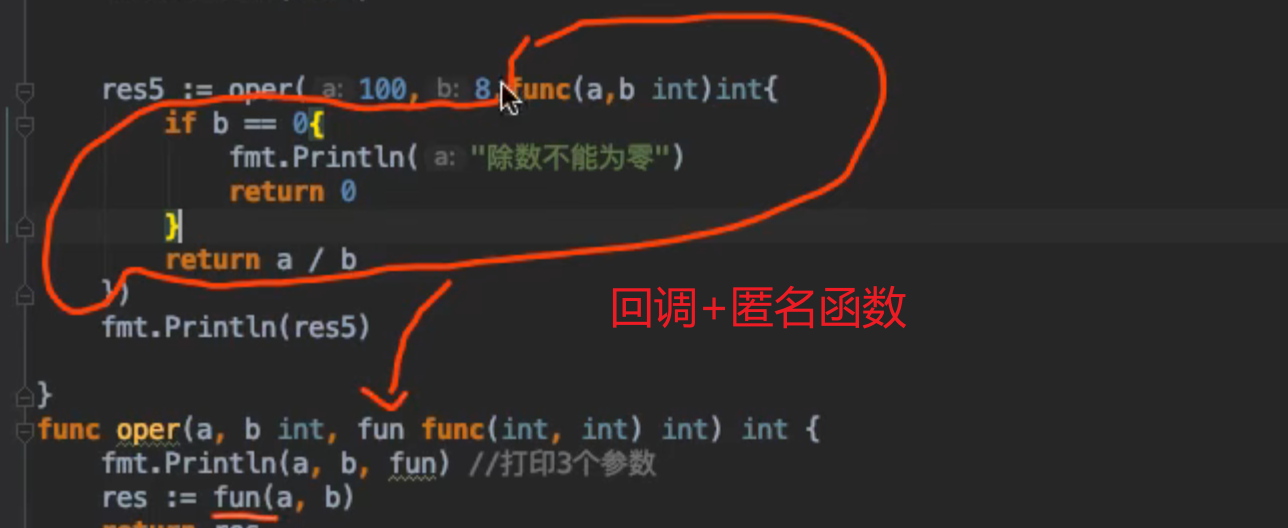 res5 := oper( a: 100, b: 8,func(a,b int)int{
if b == 0{
fmt.Println( a: "除数不能为零")
return 0
}
return a / b
})
fmt.Println(res5)
回调+匿名函数
}
func oper(a, b int, fun func(int, int) int) int {
fmt.Println(a, b, fun) //打印3个参数
res := fun(a, b)